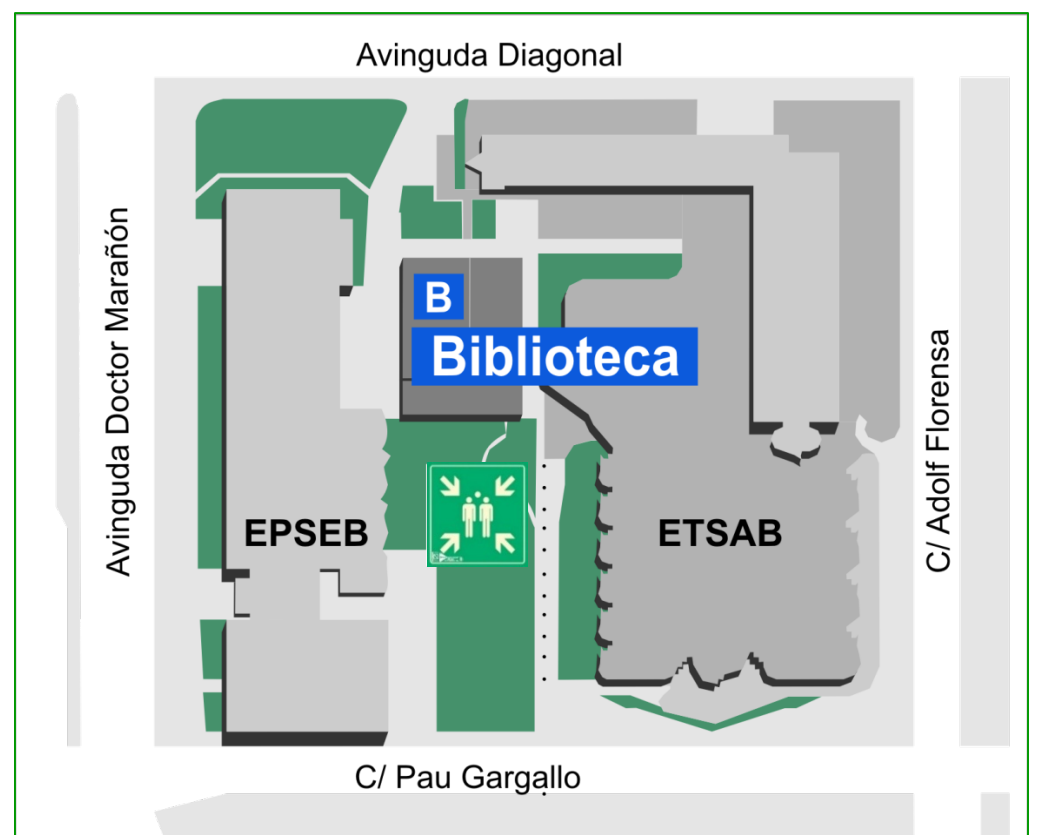 Avinguda Diagonal
Avinguda Doctor Marañón
B
Biblioteca
C/ Adolf Florensa
EPSEB
ETSAB
C/ Pau Gargallo